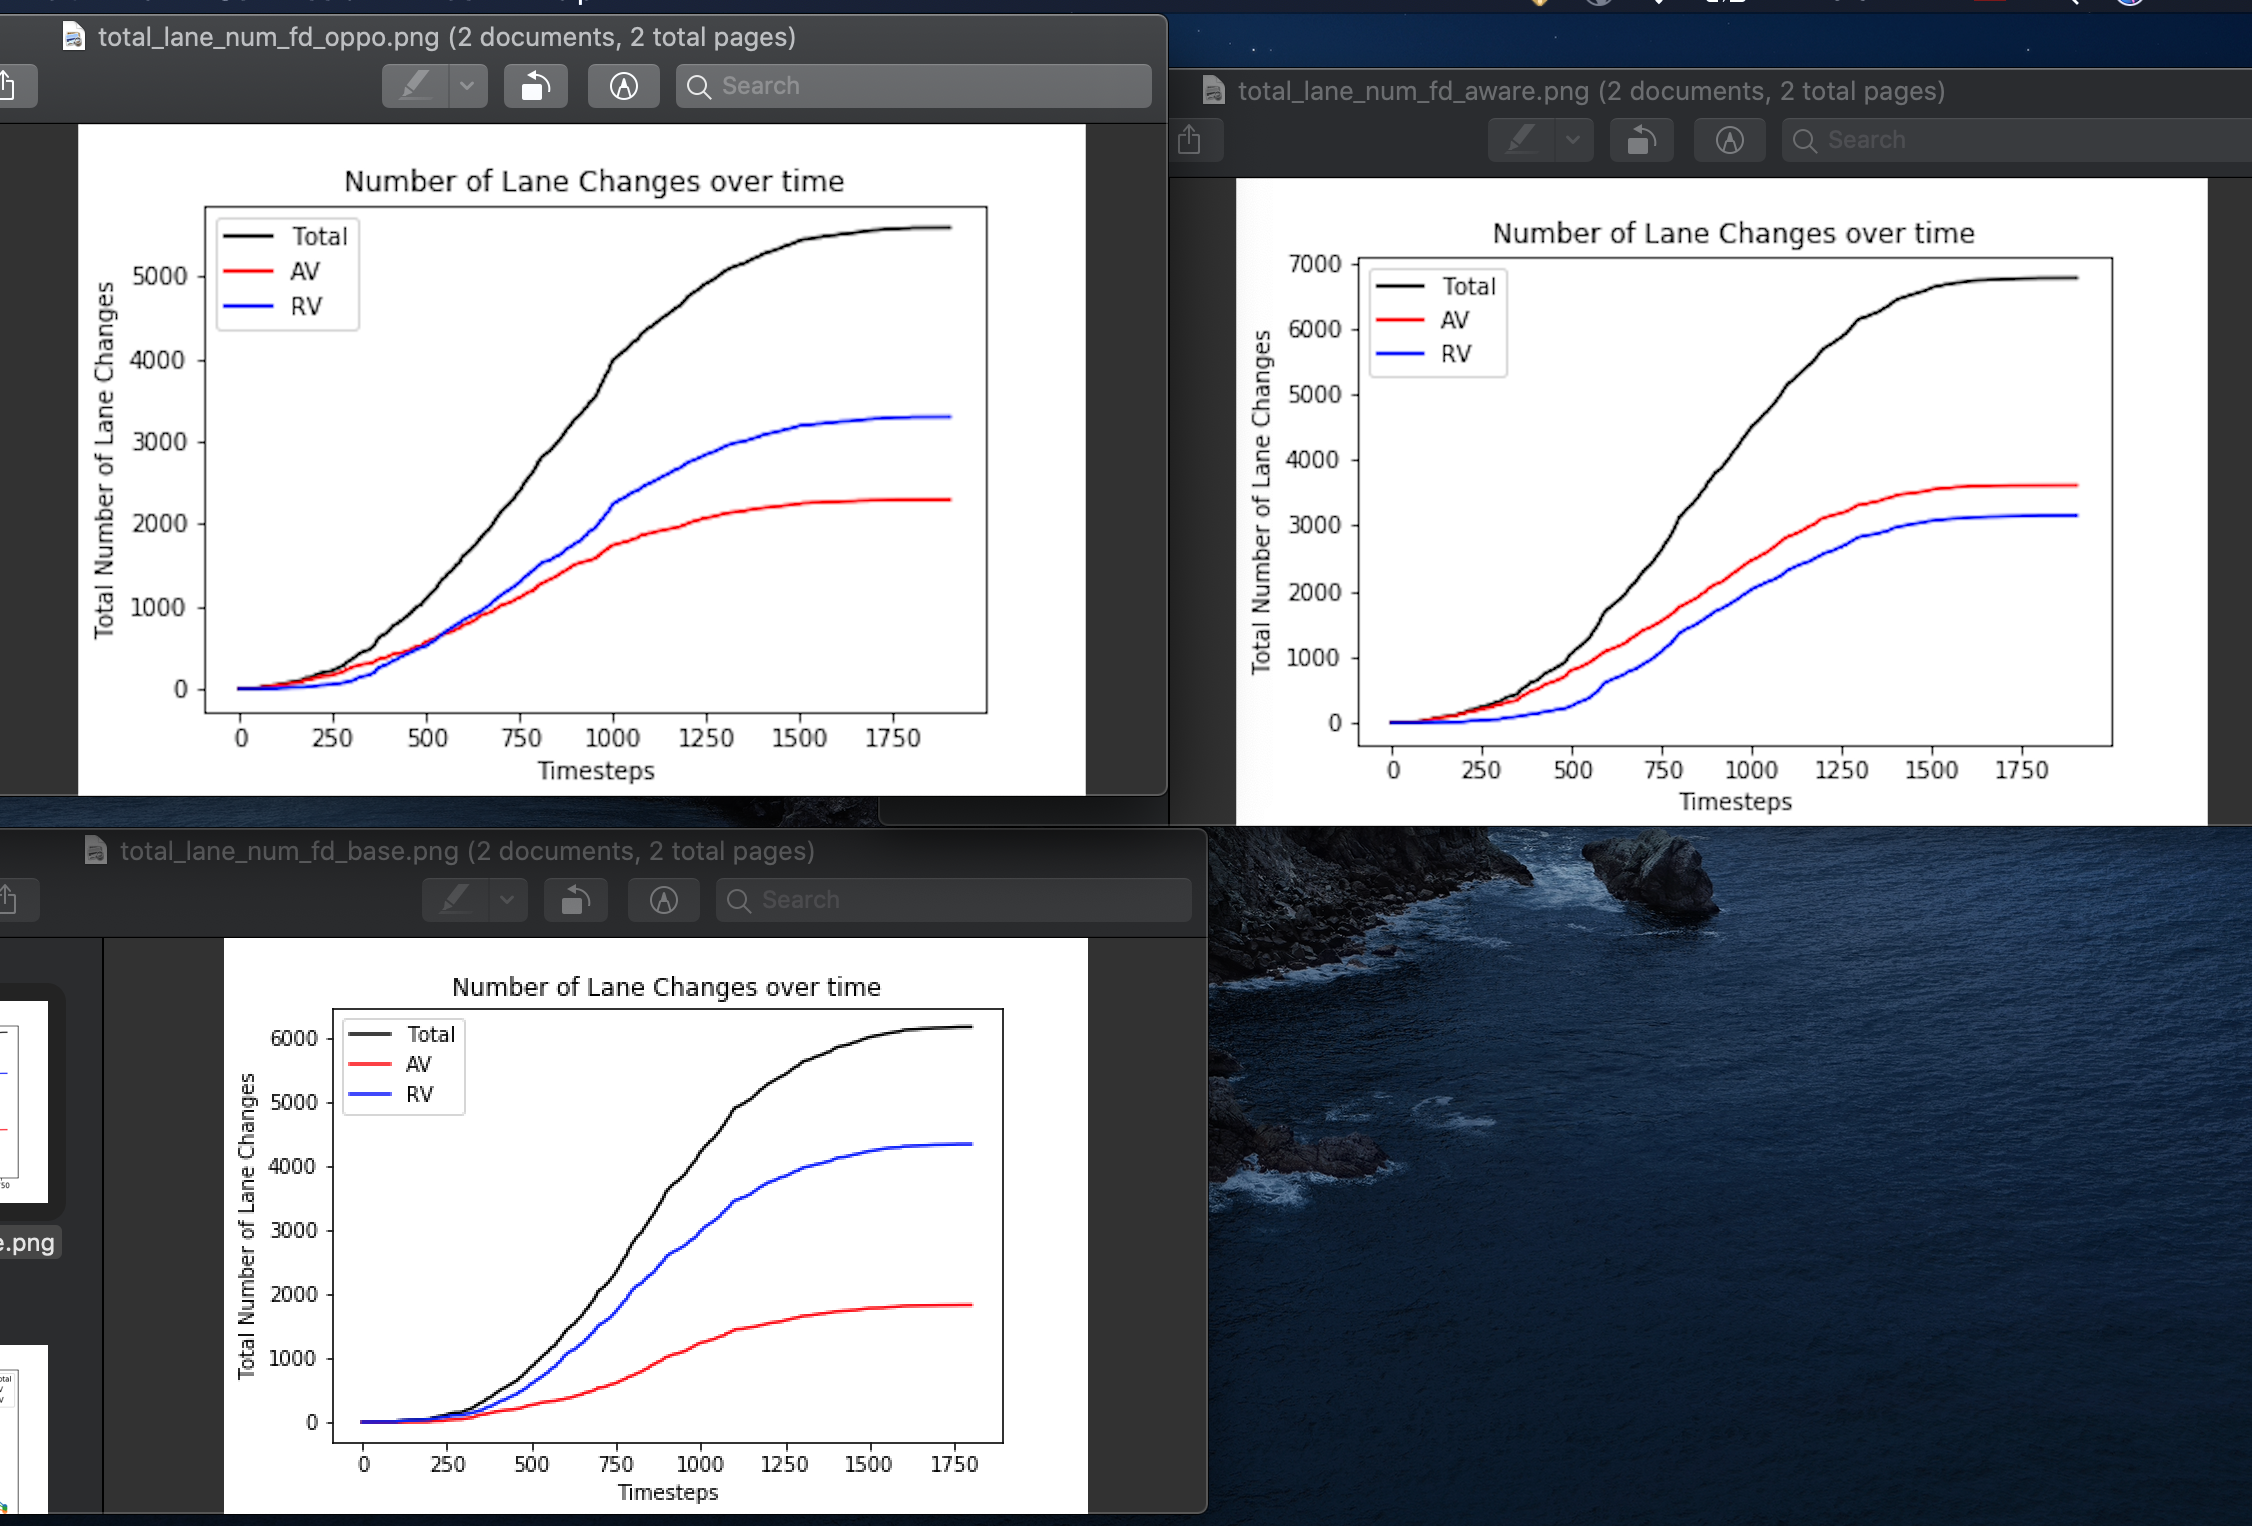 total_lane_num_fd_oppo.png (2 documents, 2 total pages)
Search
Number of Lane Changes over time
Total
AV
RV
5000
4000
3000
2000
1000
0
Total Number of Lane Changes
0 250 500 750 1000 1250 1500 1750
Timesteps
total_lane_num_fd_aware.png (2 documents, 2 total pages)
Search
Number of Lane Changes over time
Total
AV
RV
7000
6000
5000
4000
3000
2000
1000
0
Total Number of Lane Changes
0 250 500 750 1000 1250 1500 1750
Timesteps
total_lane_num_fd_base.png (2 documents, 2 total pages)
Search
e.png
Number of Lane Changes over time
Total
AV
RV
6000
5000
4000
3000
2000
1000
0
Total Number of Lane Changes
0 250 500 750 1000 1250 1500 1750
Timesteps